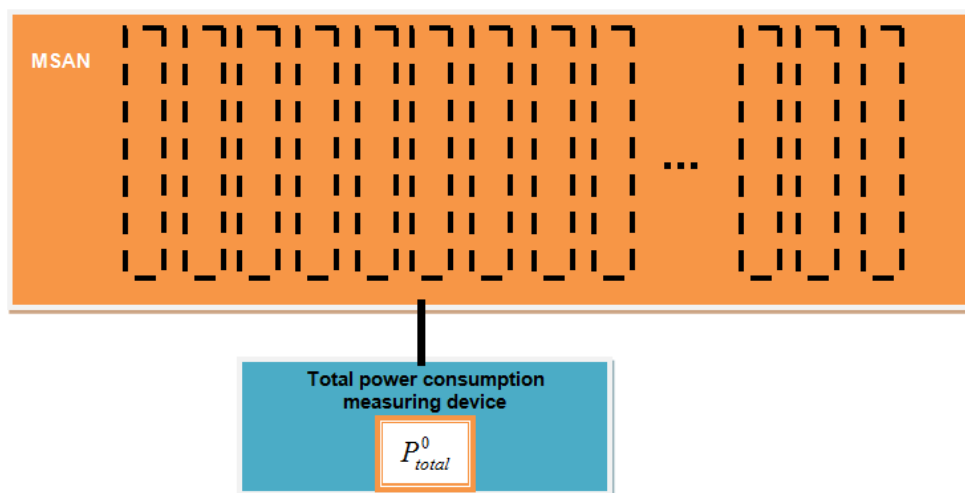 MSAN
...
Total power consumption
measuring device
P⁰total